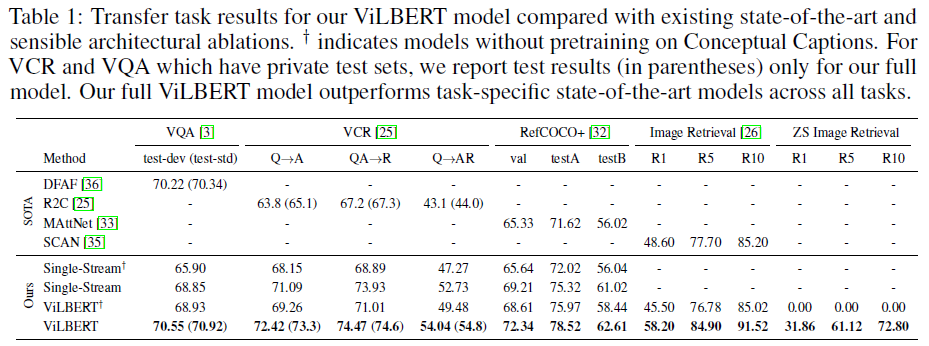 Table 1: Transfer task results for our ViLBERT model compared with existing state-of-the-art and
sensible architectural ablations. † indicates models without pretraining on Conceptual Captions. For
VCR and VQA which have private test sets, we report test results (in parentheses) only for our full
model. Our full ViLBERT model outperforms task-specific state-of-the-art models across all tasks.
VQA [3] VCR [25] RefCOCO+ [32] Image Retrieval [26] ZS Image Retrieval
Method test-dev (test-std) Q→A QA→R Q→AR val testA testB R1 R5 R10 R1 R5 R10
SOTA
DFAF [36] 70.22 (70.34) - - - - - - - - - - - -
R2C [25] - 63.8 (65.1) 67.2 (67.3) 43.1 (44.0) - - - - - - - - -
MAttNet [33] - - - - 65.33 71.62 56.02 - - - - - -
SCAN [35] - - - - - - - 48.60 77.70 85.20 - - -
Ours
Single-Stream† 65.90 68.15 68.89 47.27 65.64 72.02 56.04 - - - - - -
Single-Stream 68.85 71.09 73.93 52.73 69.21 75.32 61.02 - - - - - -
ViLBERT† 68.93 69.26 71.01 49.48 68.61 75.97 58.44 45.50 76.78 85.02 0.00 0.00 0.00
ViLBERT 70.55 (70.92) 72.42 (73.3) 74.47 (74.6) 54.04 (54.8) 72.34 78.52 62.61 58.20 84.90 91.52 31.86 61.12 72.80